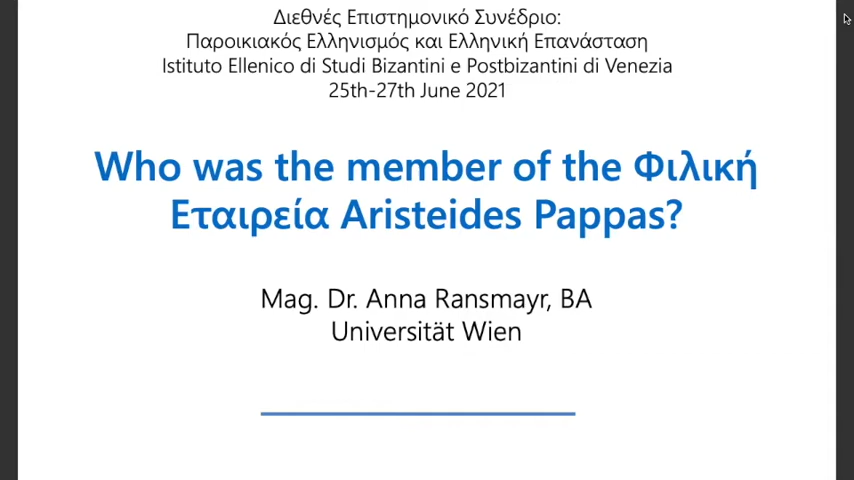 Διεθνές Επιστημονικό Συνέδριο:
Παροικιακός Ελληνισμός και Ελληνική Επανάσταση
Istituto Ellenico di Studi Bizantini e Postbizantini di Venezia
25th-27th June 2021
Who was the member of the Φιλική
Εταιρεία Aristeides Pappas?
Mag. Dr. Anna Ransmayr, BA
Universität Wien